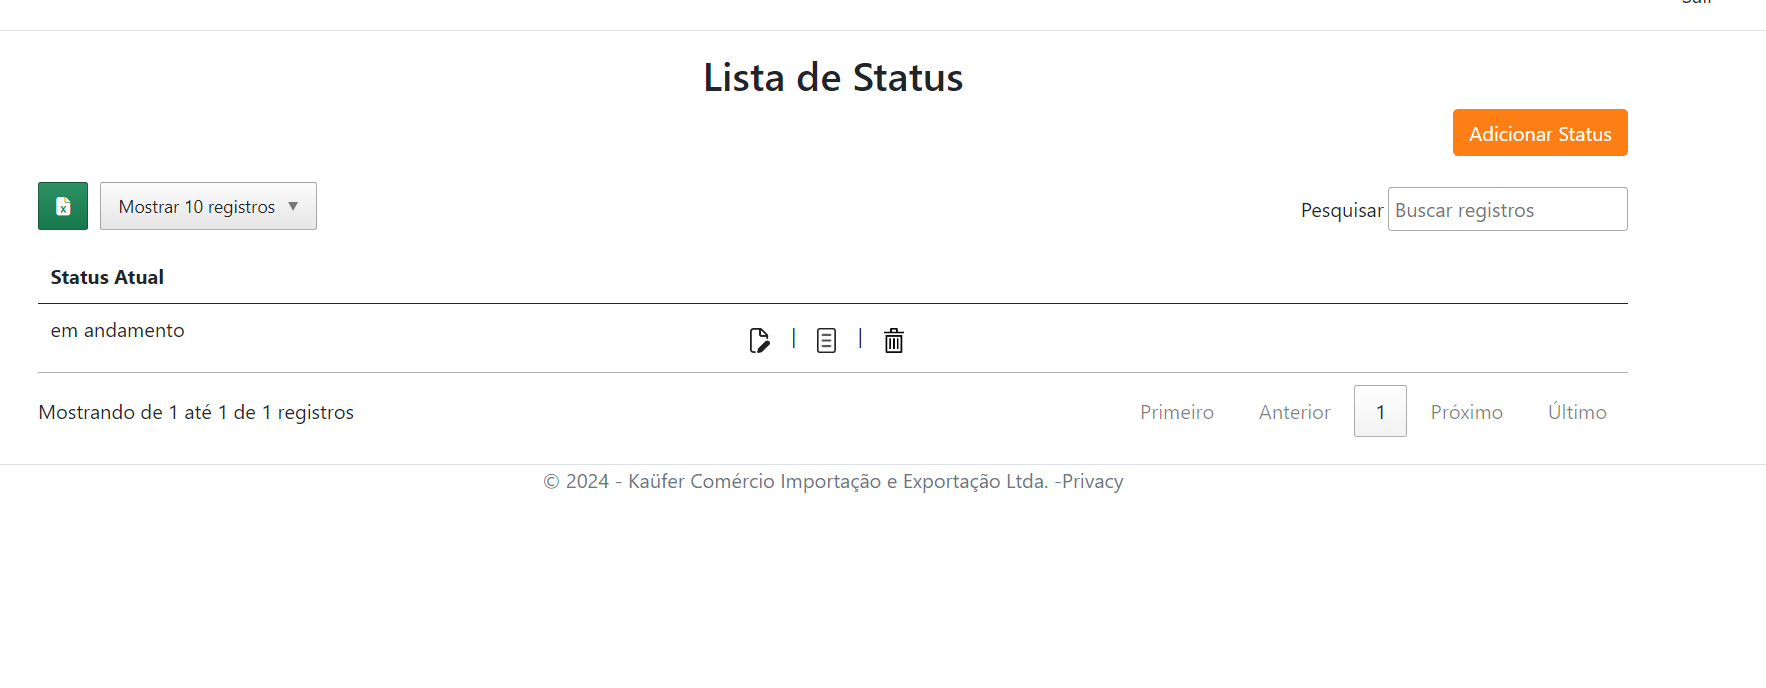 Lista de Status
Adicionar Status
Mostrar 10 registros ▼
Pesquisar Buscar registros
Status Atual
em andamento
Mostrando de 1 até 1 de 1 registros
Primeiro Anterior 1 Próximo Último
© 2024 - Kaüfer Comércio Importação e Exportação Ltda. -Privacy